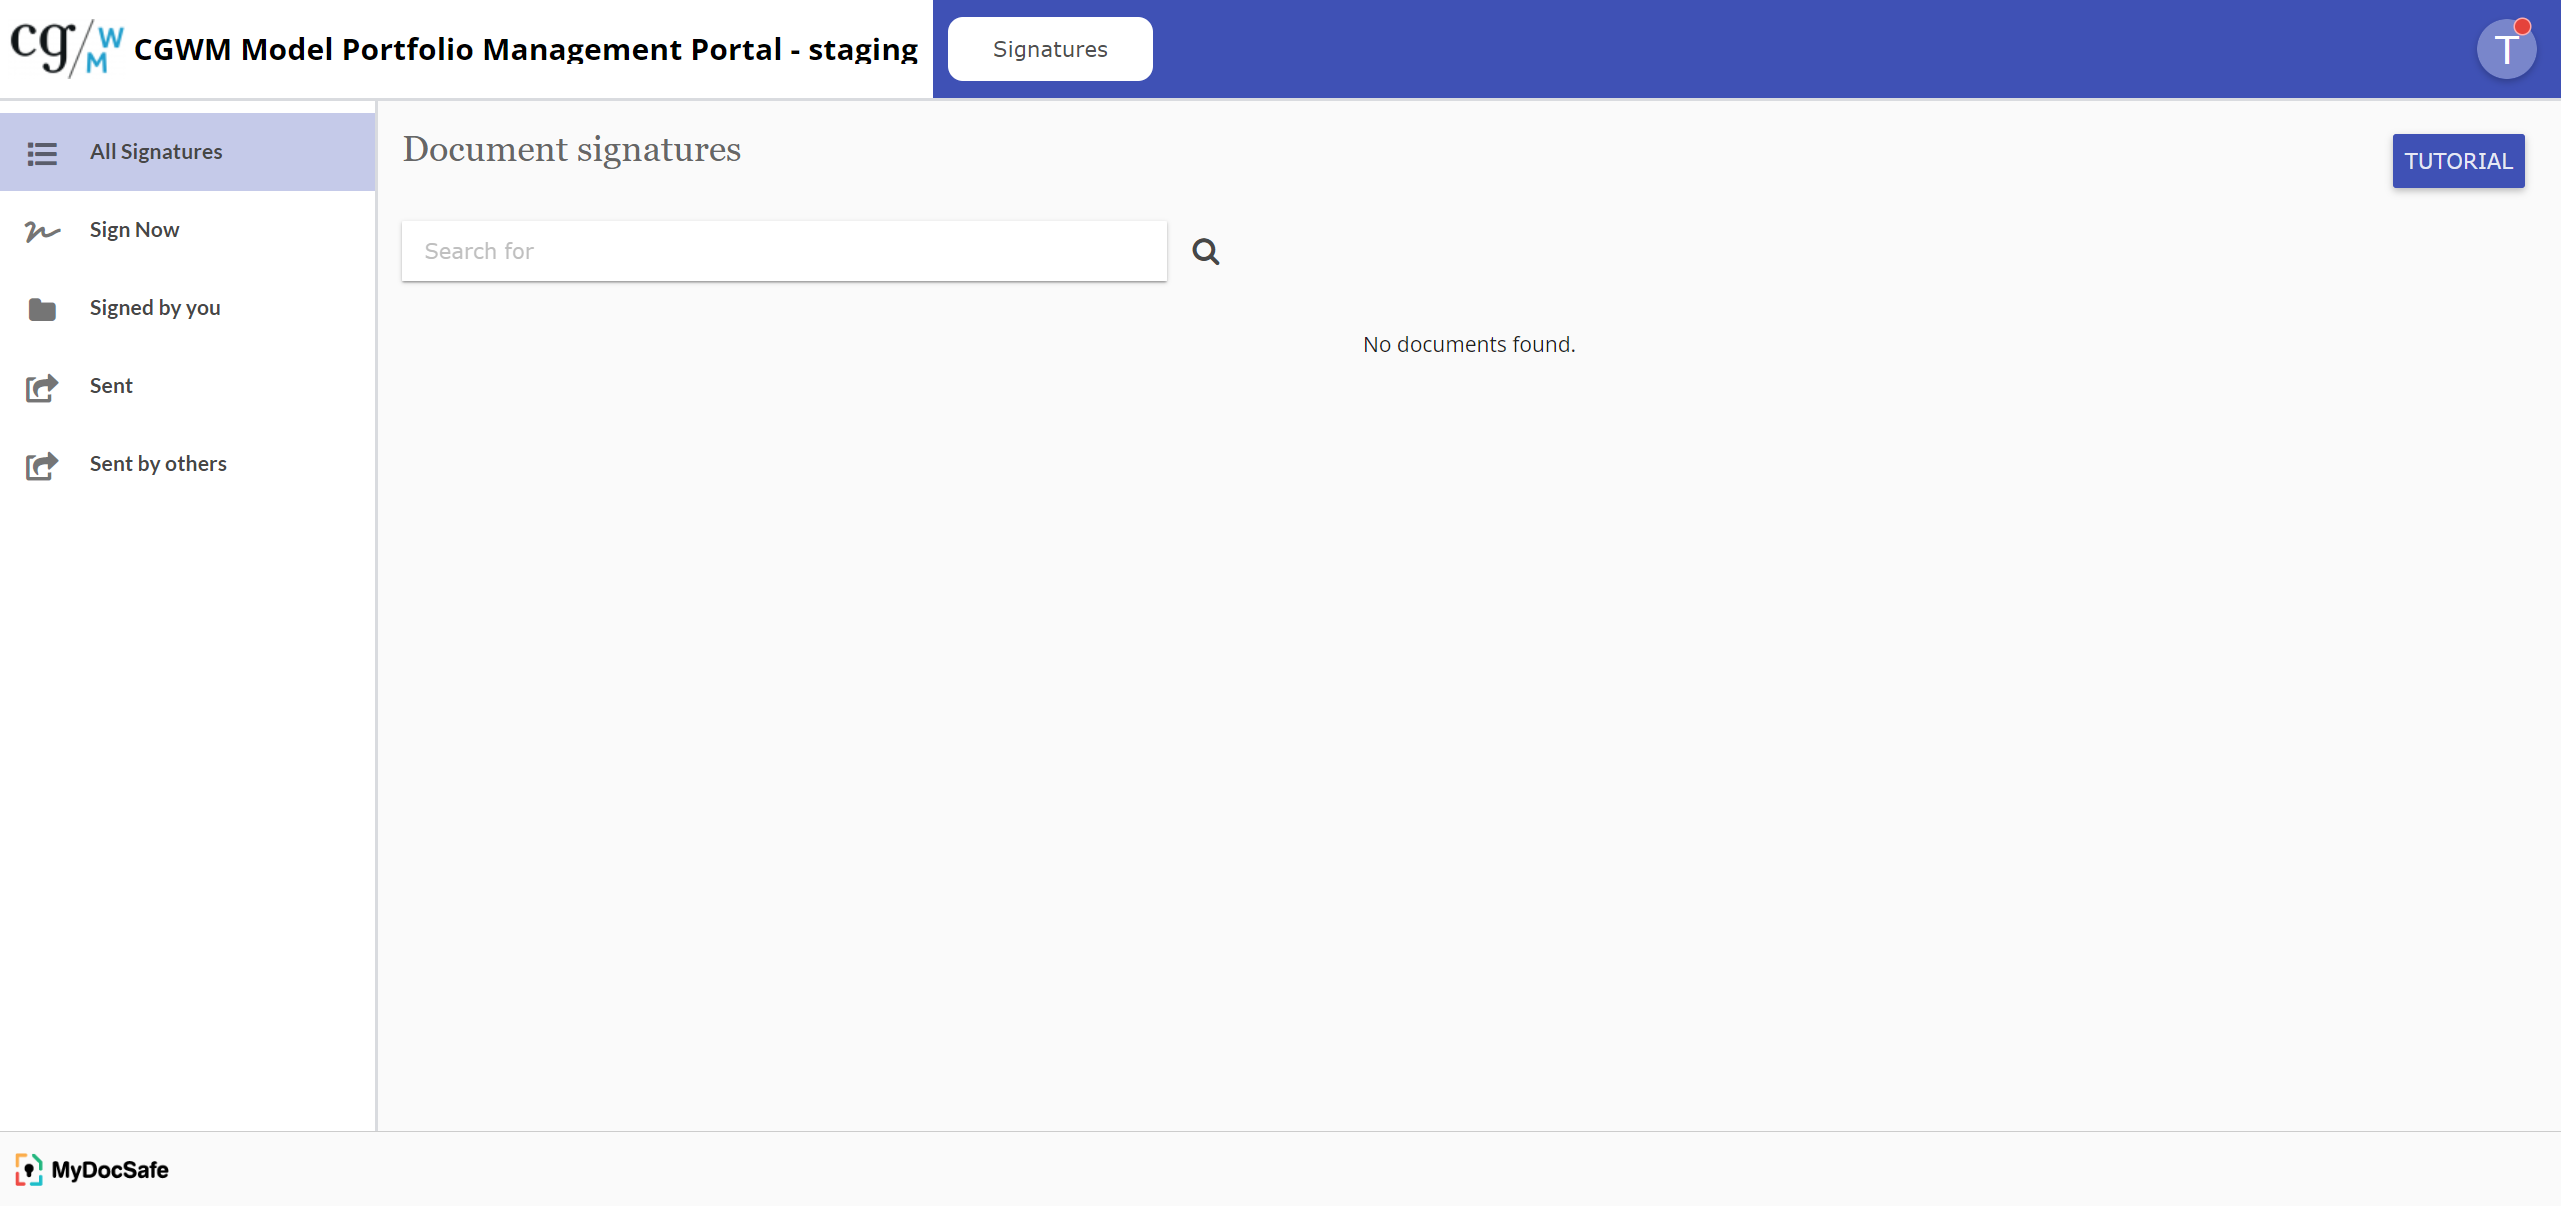 cg/WM CGWM Model Portfolio Management Portal - staging
Signatures
T
All Signatures
Sign Now
Signed by you
Sent
Sent by others
Document signatures
TUTORIAL
Search for
No documents found.
MyDocSafe